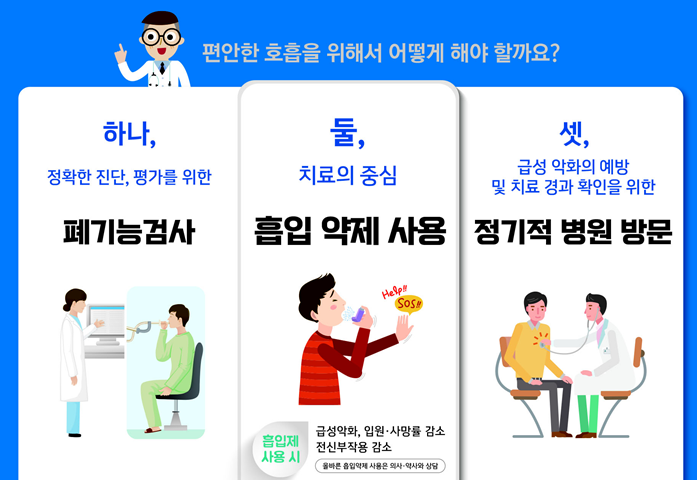 편안한 호흡을 위해서 어떻게 해야 할까요?
하나,
정확한 진단, 평가를 위한
폐기능검사
둘,
치료의 중심
흡입 약제 사용
Help!!
SOS!!
흡입제
사용 시
급성악화, 입원·사망률 감소
전신부작용 감소
올바른 흡입약제 사용은 의사·약사와 상담
셋,
급성 악화의 예방
및 치료 경과 확인을 위한
정기적 병원 방문